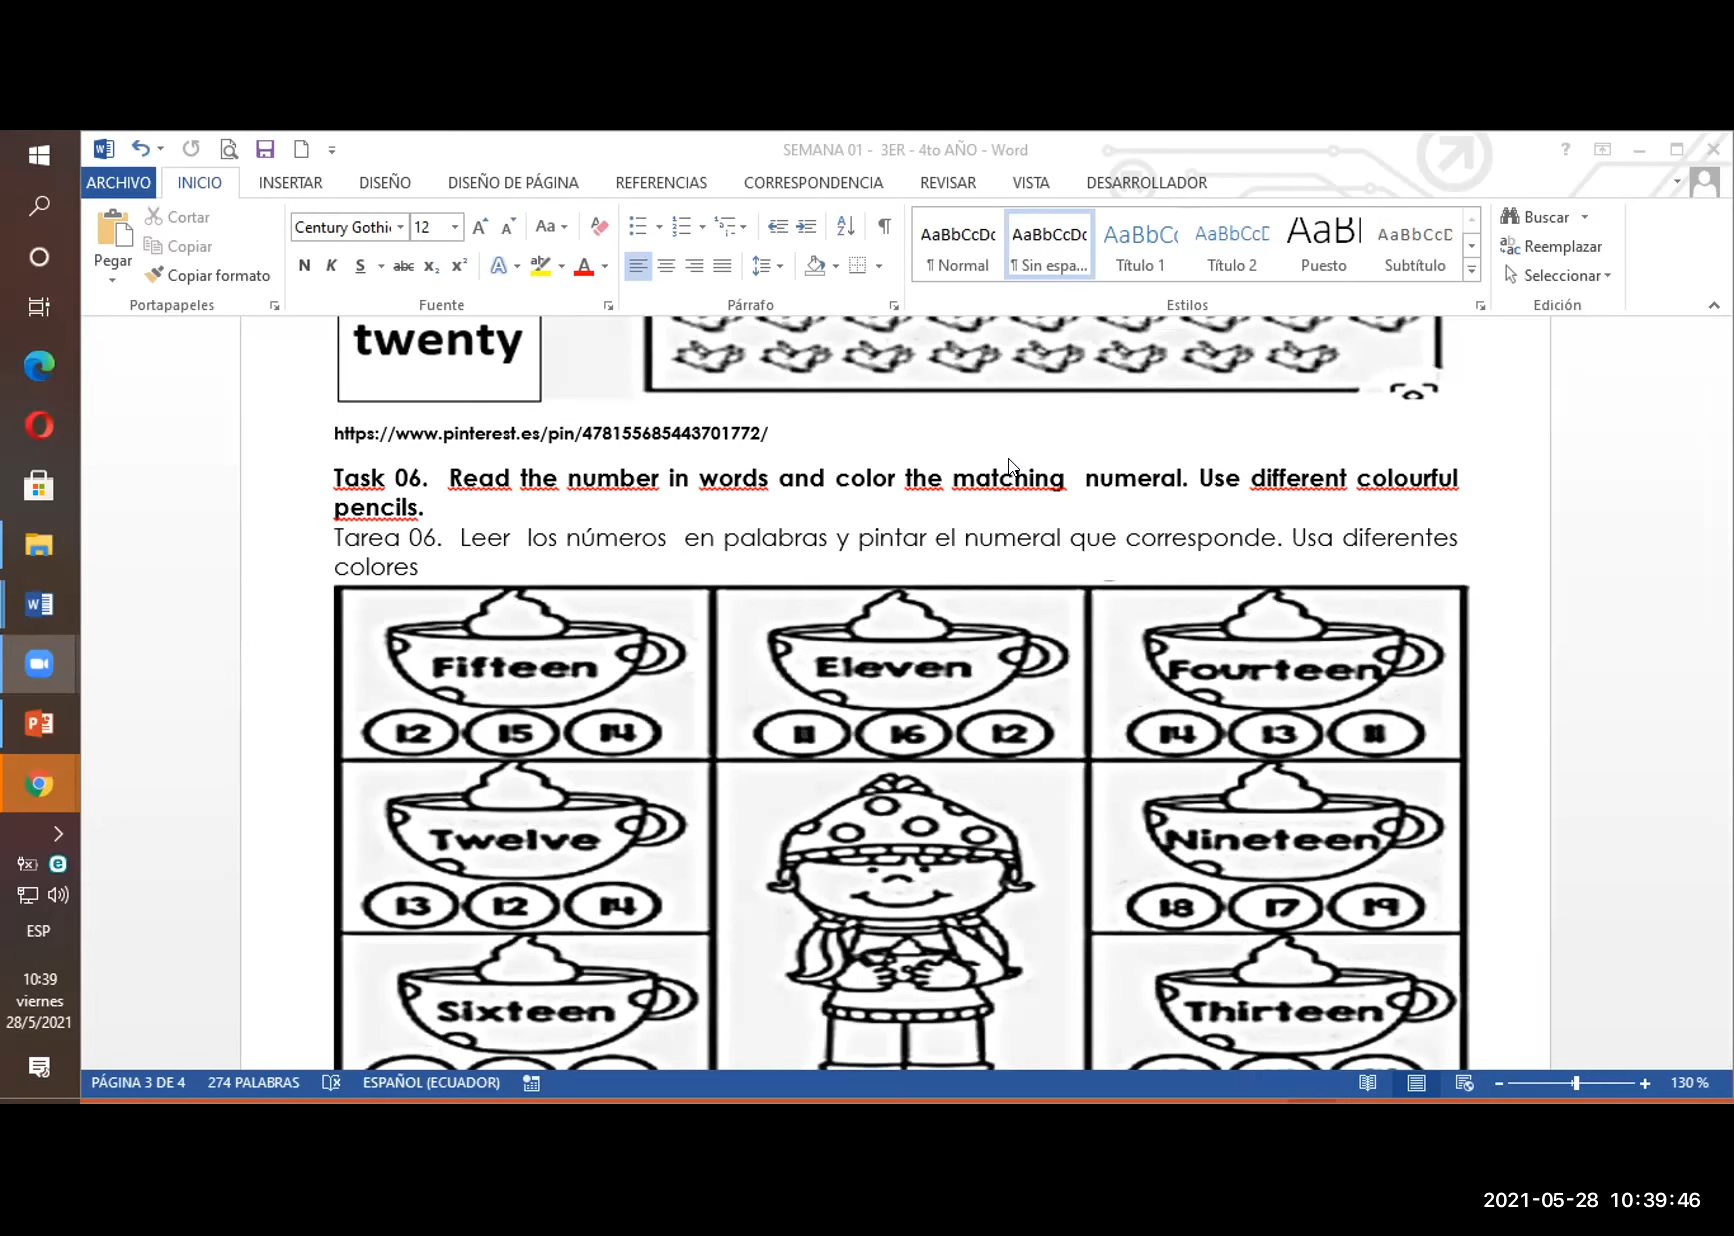 SEMANA 01 - 3ER - 4to AÑO - Word
ARCHIVO INICIO INSERTAR DISEÑO DISEÑO DE PÁGINA REFERENCIAS CORRESPONDENCIA REVISAR VISTA DESARROLLADOR
Pegar
Cortar
Copiar
Copiar formato
Portapapeles
Century Gothi 12
N K S abc x₂ x²
Fuente
Párrafo
AaBbCcDc AaBbCcDc AaBbC AaBbCcD AaB AaBbCcD
¶ Normal ¶ Sin espa... Título 1 Título 2 Puesto Subtítulo
Estilos
Buscar
Reemplazar
Seleccionar
Edición
twenty
https://www.pinterest.es/pin/478155685443701772/
Task 06. Read the number in words and color the matching numeral. Use different colourful
pencils.
Tarea 06. Leer los números en palabras y pintar el numeral que corresponde. Usa diferentes
colores
Fifteen Eleven Fourteen
12 15 14 11 16 12 14 13 11
Twelve Nineteen
13 12 14 18 17 19
Sixteen Thirteen
ESP
10:39
viernes
28/5/2021
PÁGINA 3 DE 4 274 PALABRAS ESPAÑOL (ECUADOR) 130 %
2021-05-28 10:39:46